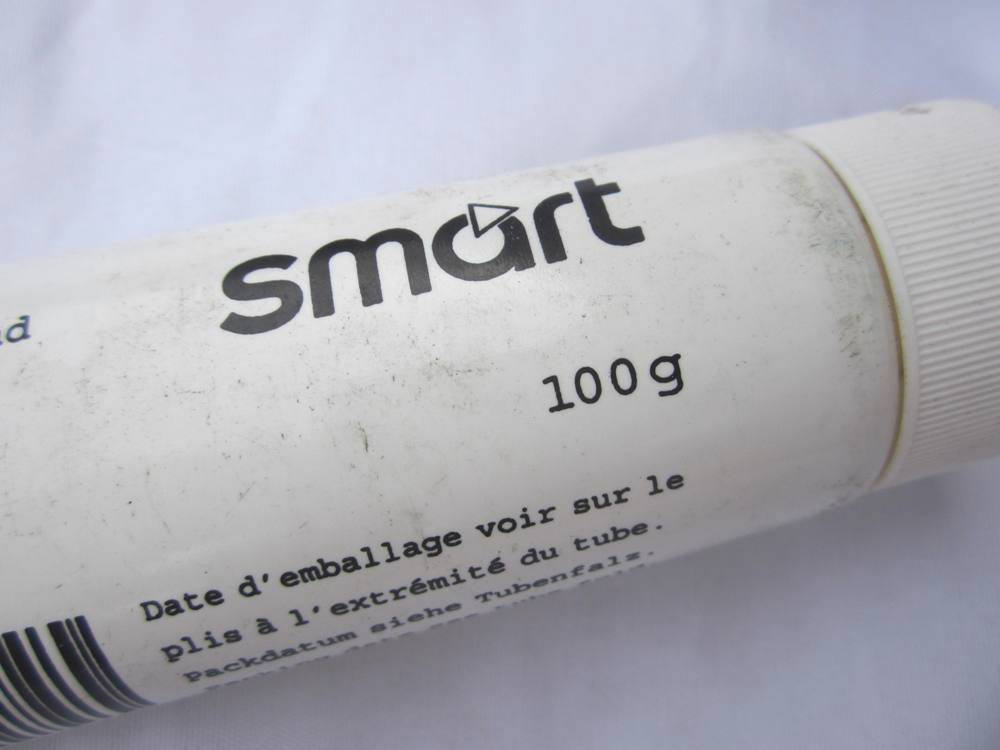 smart
100g
Date d'emballage voir sur le
plis à l'extrémité du tube.
Packdatum siehe Tubenfalz.